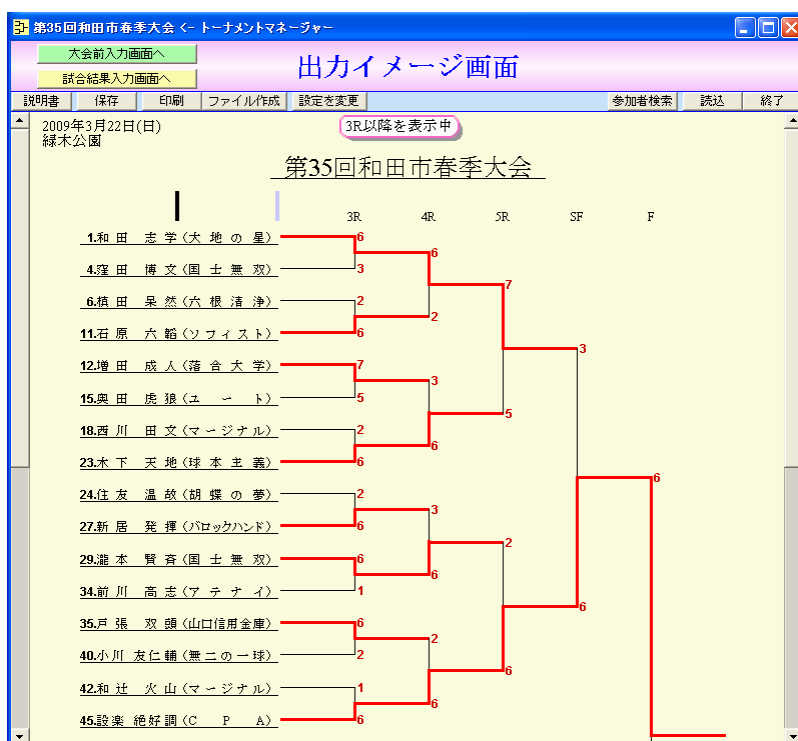 第35回和田市春季大会 <- トーナメントマネージャー
大会前入力画面へ
試合結果入力画面へ
出力イメージ画面
説明書 保存 印刷 ファイル作成 設定を変更 参加者検索 読込 終了
2009年3月22日(日)
緑木公園
3R以降を表示中
第35回和田市春季大会
3R 4R 5R SF F
1.和田 志学(大地の星) 6
6
4.窪田 博文(国士無双) 3
7
6.槙田 呆然(六根清浄) 2
2
11.石原 六韜(ソフィスト) 6
3
12.増田 成人(落合大学) 7
3
15.奥田 虎狼(ユート) 5
5
18.西川 田文(マージナル) 2
6
23.木下 天地(球本主義) 6
6
24.住友 温故(胡蝶の夢) 2
3
27.新居 発揮(バロックハンド) 6
2
29.瀧本 賢斉(国士無双) 6
6
34.前川 高志(アテナイ) 1
6
35.戸張 双頭(山口信用金庫) 6
2
40.小川 友仁輔(無二の一球) 2
6
42.和辻 火山(マージナル) 1
6
45.設楽 絶好調(CPA) 6